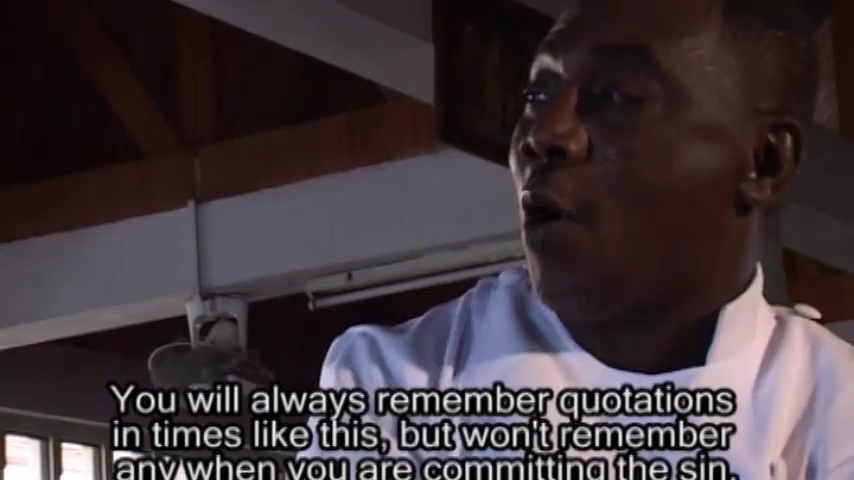 You will always remember quotations
in times like this, but won't remember
any when you are committing the sin.